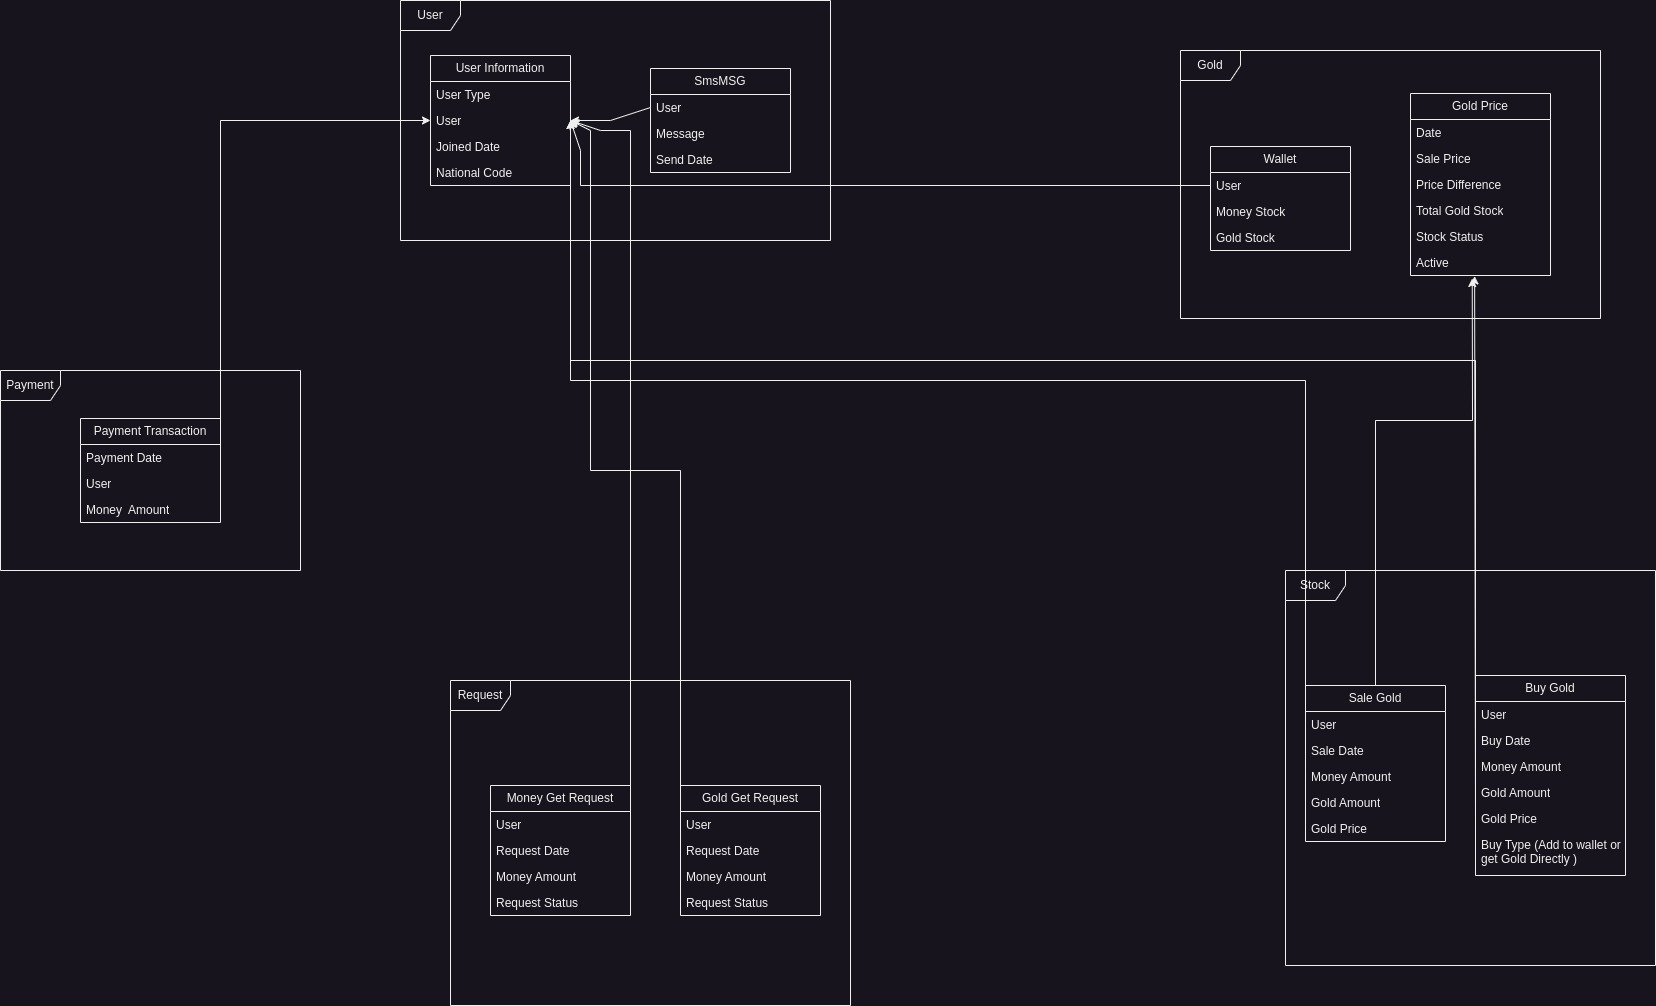 User
User Information
User Type
User
Joined Date
National Code
SmsMSG
User
Message
Send Date
Gold
Wallet
User
Money Stock
Gold Stock
Gold Price
Date
Sale Price
Price Difference
Total Gold Stock
Stock Status
Active
Payment
Payment Transaction
Payment Date
User
Money  Amount
Request
Money Get Request
User
Request Date
Money Amount
Request Status
Gold Get Request
User
Request Date
Money Amount
Request Status
Stock
Sale Gold
User
Sale Date
Money Amount
Gold Amount
Gold Price
Buy Gold
User
Buy Date
Money Amount
Gold Amount
Gold Price
Buy Type (Add to wallet or
get Gold Directly )